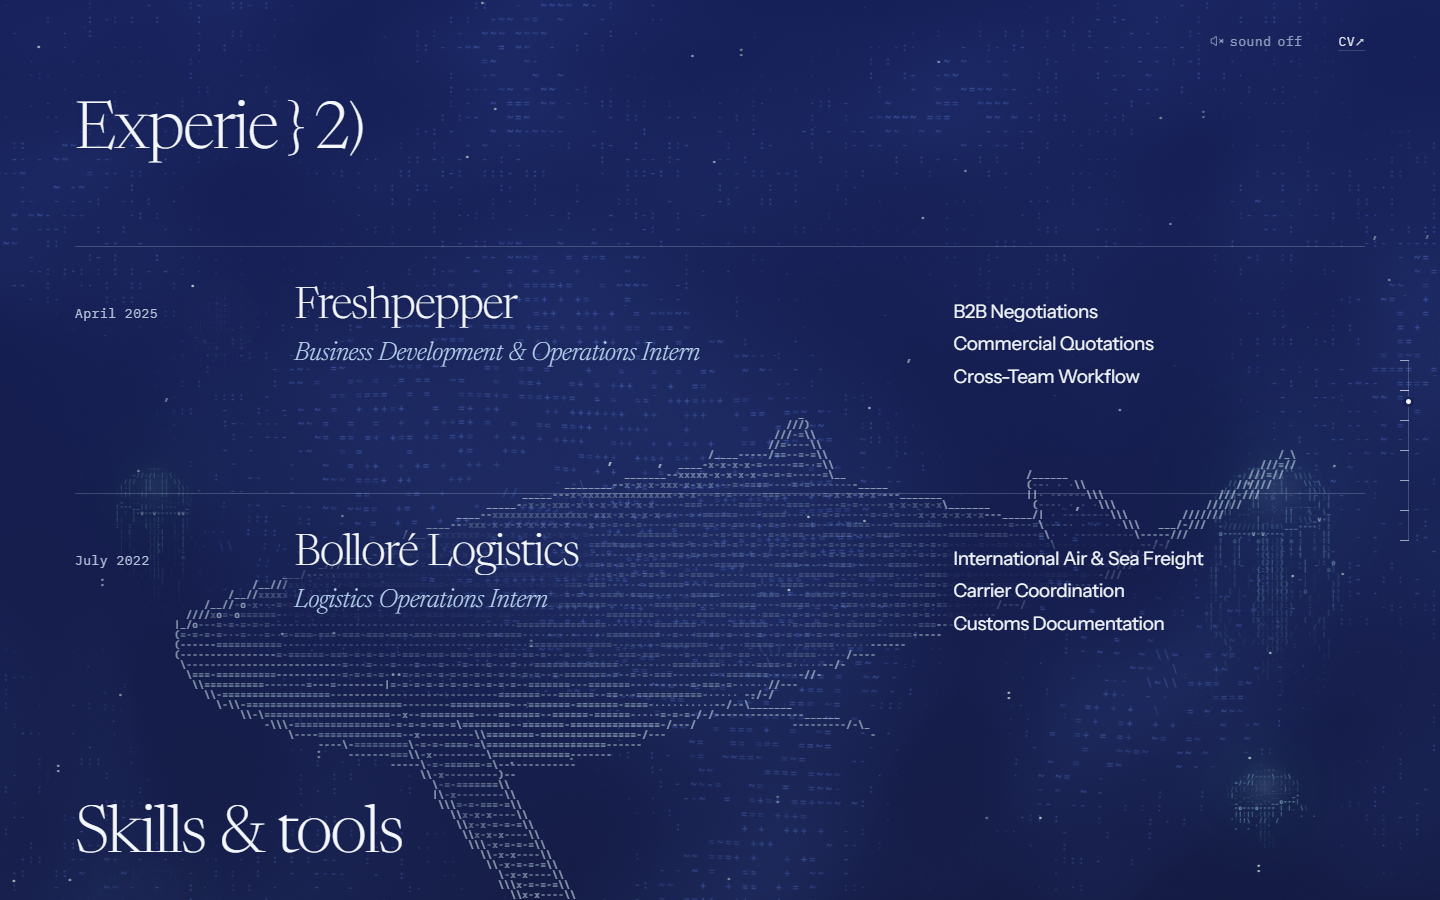 sound off
CV↗
Experie } 2)
April 2025
Freshpepper
Business Development & Operations Intern
B2B Negotiations
Commercial Quotations
Cross-Team Workflow
July 2022
Bolloré Logistics
Logistics Operations Intern
International Air & Sea Freight
Carrier Coordination
Customs Documentation
Skills & tools